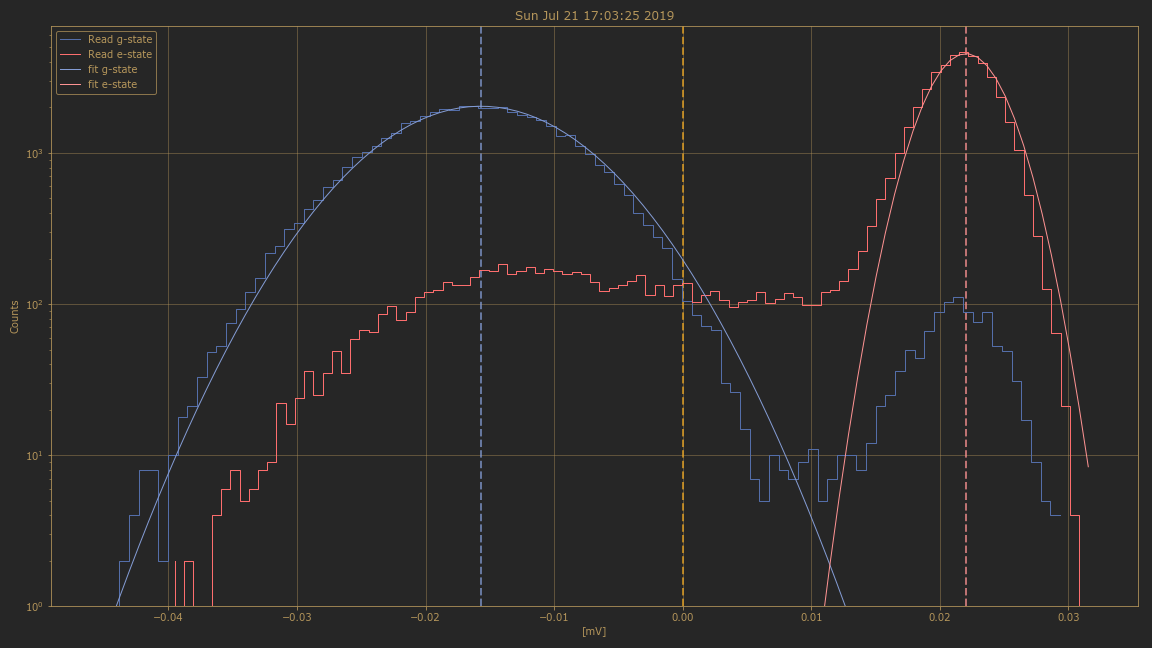 Sun Jul 21 17:03:25 2019
Read g-state
Read e-state
fit g-state
fit e-state
Counts
10³
10²
10¹
10⁰
−0.04 −0.03 −0.02 −0.01 0.00 0.01 0.02 0.03
[mV]